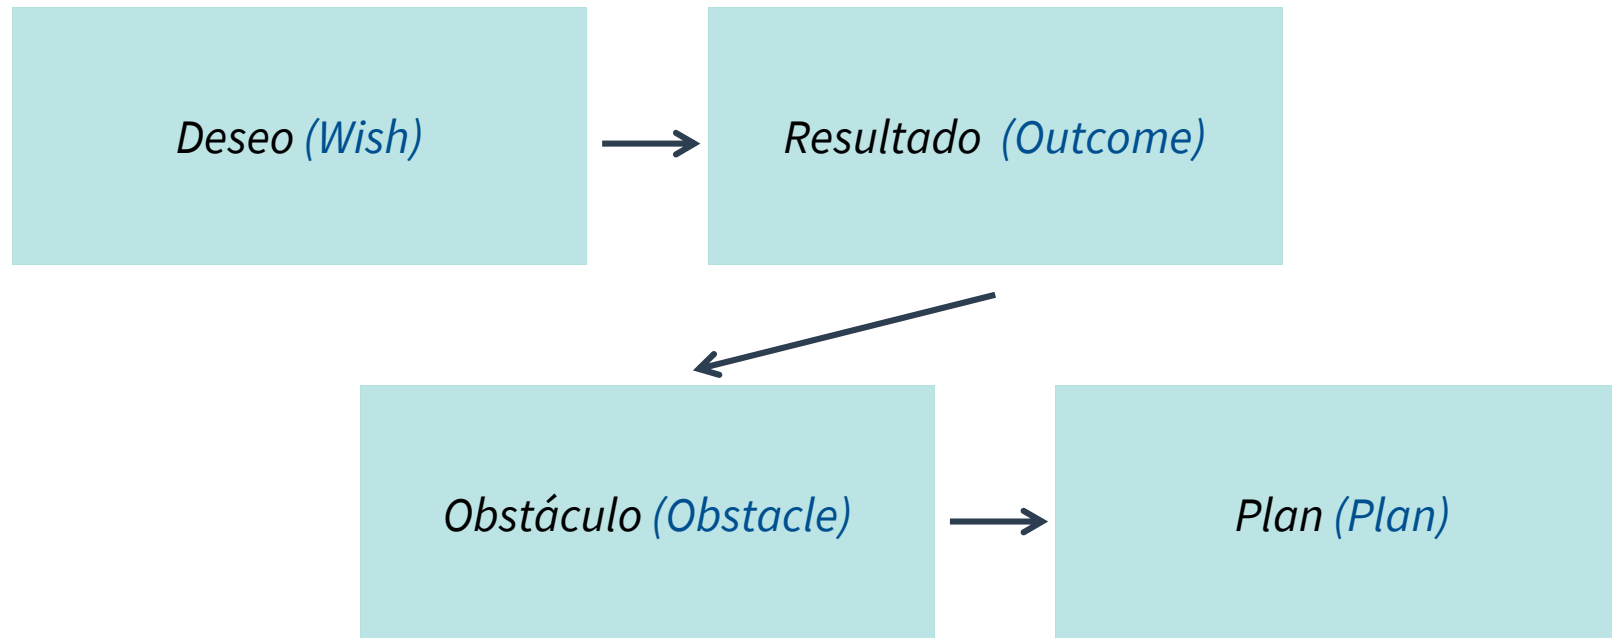 Deseo (Wish)
Resultado (Outcome)
Obstáculo (Obstacle)
Plan (Plan)